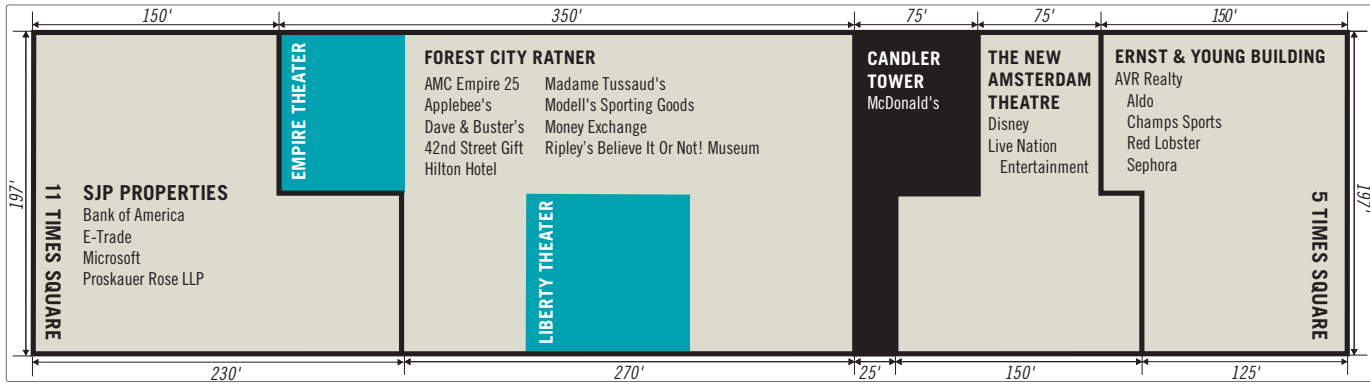 150'
350'
75'
75'
150'
197'
11 TIMES SQUARE
SJP PROPERTIES
Bank of America
E-Trade
Microsoft
Proskauer Rose LLP
EMPIRE THEATER
FOREST CITY RATNER
AMC Empire 25
Applebee's
Dave & Buster's
42nd Street Gift
Hilton Hotel
Madame Tussaud's
Modell's Sporting Goods
Money Exchange
Ripley's Believe It Or Not! Museum
LIBERTY THEATER
CANDLER
TOWER
McDonald's
THE NEW
AMSTERDAM
THEATRE
Disney
Live Nation
Entertainment
ERNST & YOUNG BUILDING
AVR Realty
Aldo
Champs Sports
Red Lobster
Sephora
5 TIMES SQUARE
197'
230'
270'
25'
150'
125'